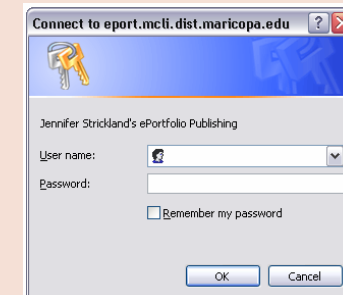 Connect to eport.mcli.dist.maricopa.edu
Jennifer Strickland's ePortfolio Publishing
User name:
Password:
Remember my password
OK
Cancel